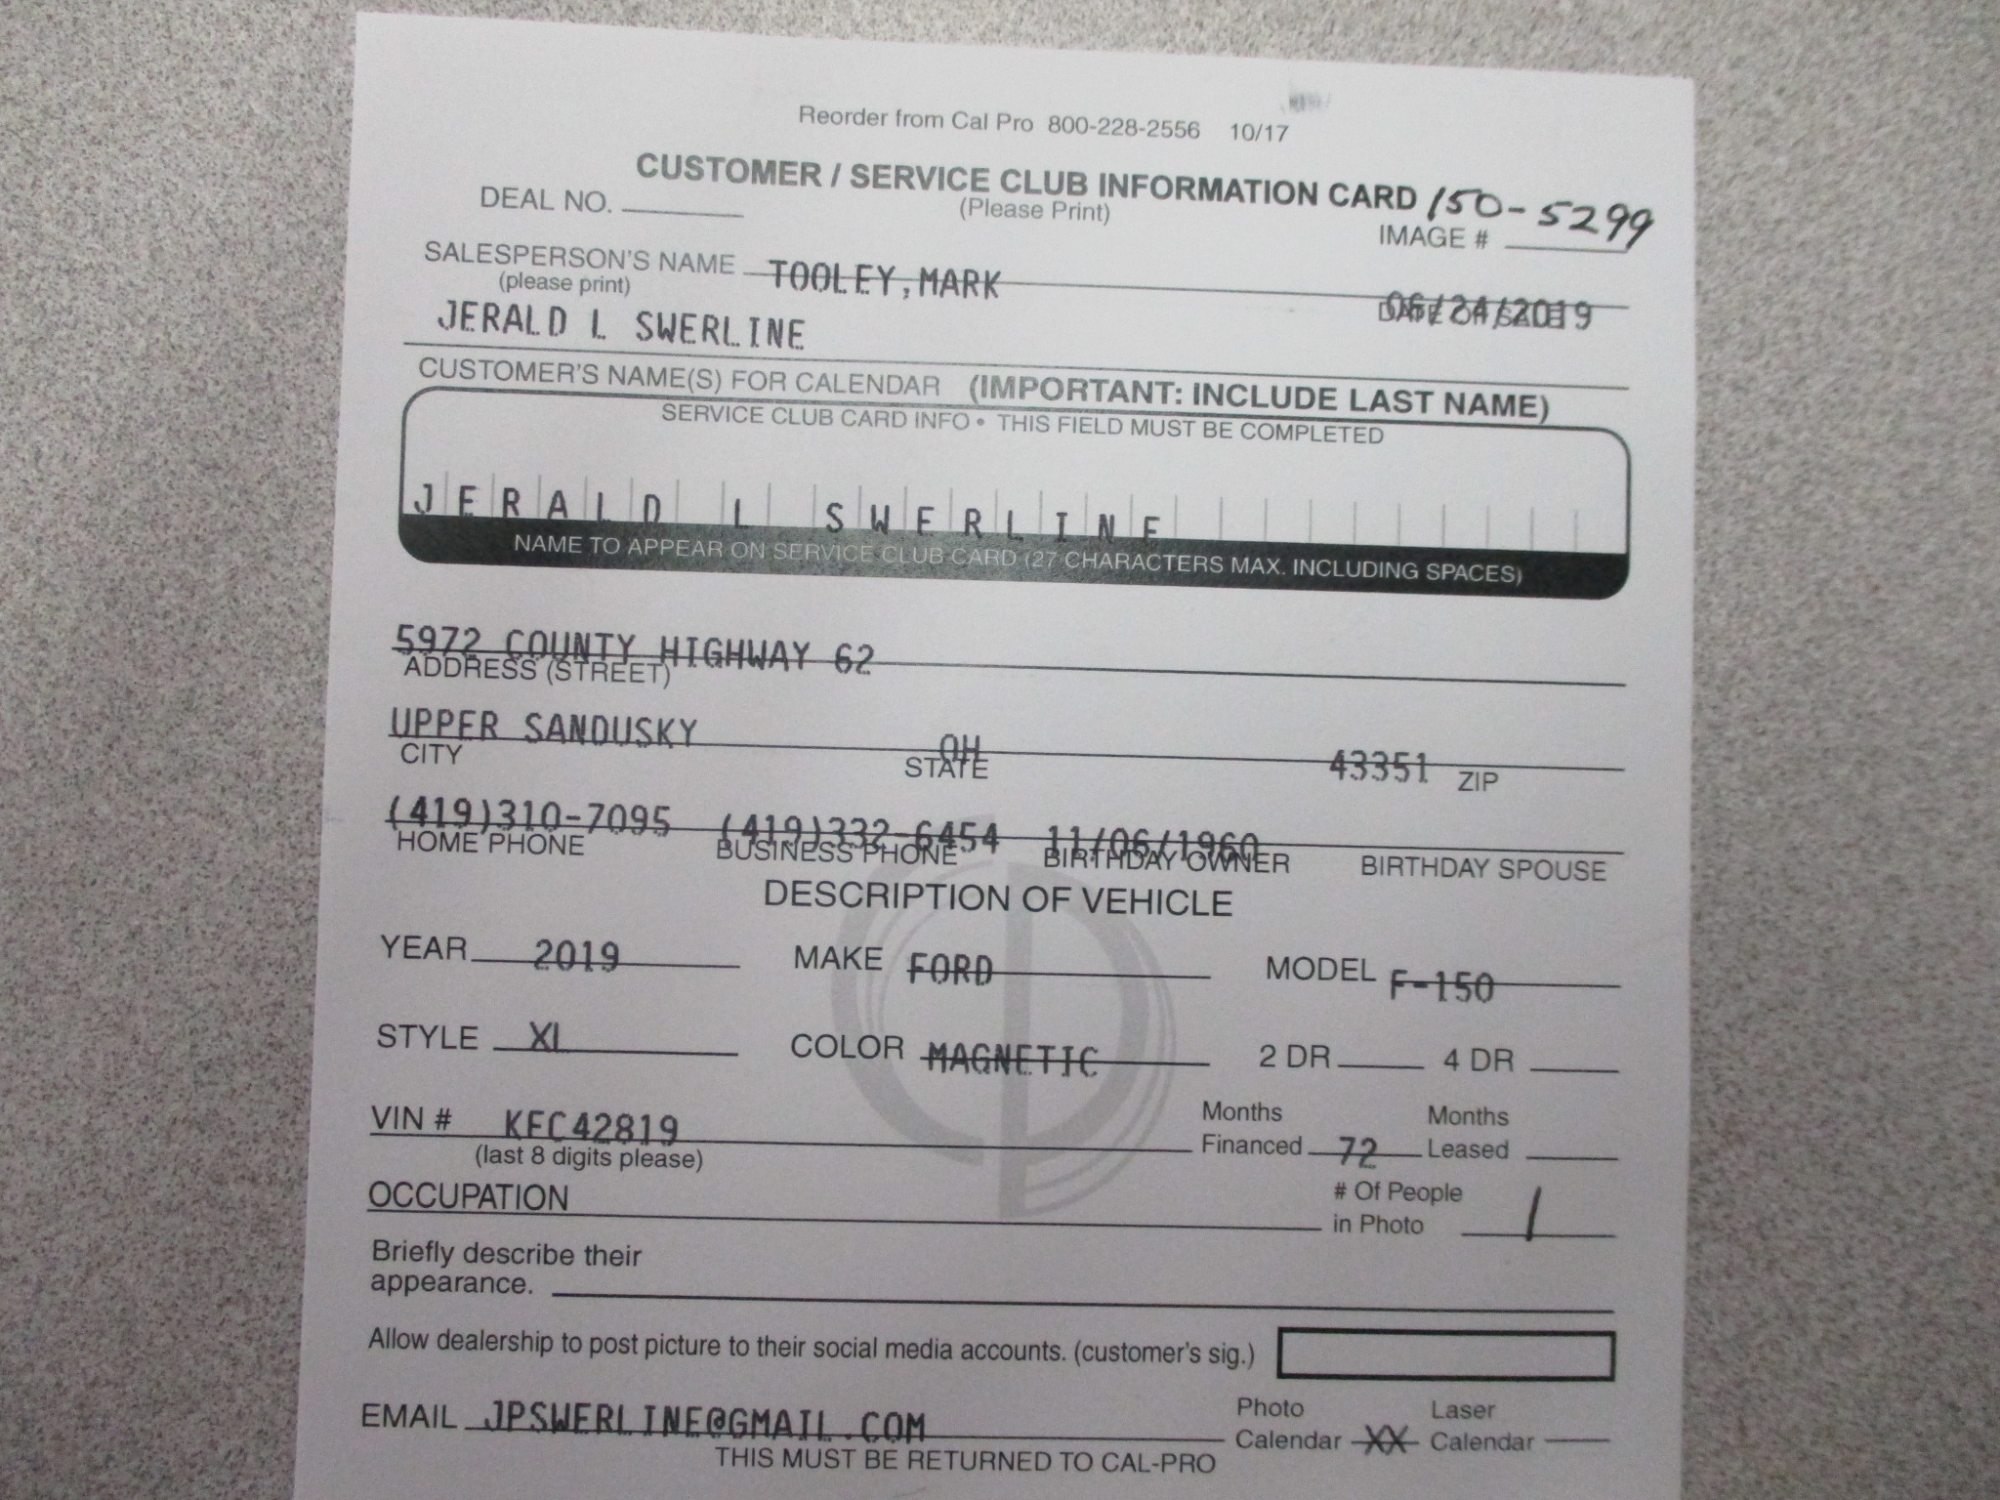 Reorder from Cal Pro 800-228-2556 10/17
CUSTOMER / SERVICE CLUB INFORMATION CARD 150-5299
DEAL NO. (Please Print) IMAGE #
SALESPERSON'S NAME TOOLEY,MARK
(please print) 06/24/2019
DATE OF SALE
JERALD L SWERLINE
CUSTOMER'S NAME(S) FOR CALENDAR (IMPORTANT: INCLUDE LAST NAME)
SERVICE CLUB CARD INFO • THIS FIELD MUST BE COMPLETED
JERALD L SWERLINE
NAME TO APPEAR ON SERVICE CLUB CARD (27 CHARACTERS MAX. INCLUDING SPACES)
5972 COUNTY HIGHWAY 62
ADDRESS (STREET)
UPPER SANDUSKY OH 43351
CITY STATE ZIP
(419)310-7095 (419)332-6454 11/06/1960
HOME PHONE BUSINESS PHONE BIRTHDAY OWNER BIRTHDAY SPOUSE
DESCRIPTION OF VEHICLE
YEAR 2019 MAKE FORD MODEL F-150
STYLE XL COLOR MAGNETIC 2 DR 4 DR
VIN # KFC42819 Months Financed 72 Months Leased
(last 8 digits please)
OCCUPATION # Of People in Photo 1
Briefly describe their
appearance.
Allow dealership to post picture to their social media accounts. (customer's sig.)
EMAIL JPSWERLINE@GMAIL.COM Photo Calendar XX Laser Calendar
THIS MUST BE RETURNED TO CAL-PRO